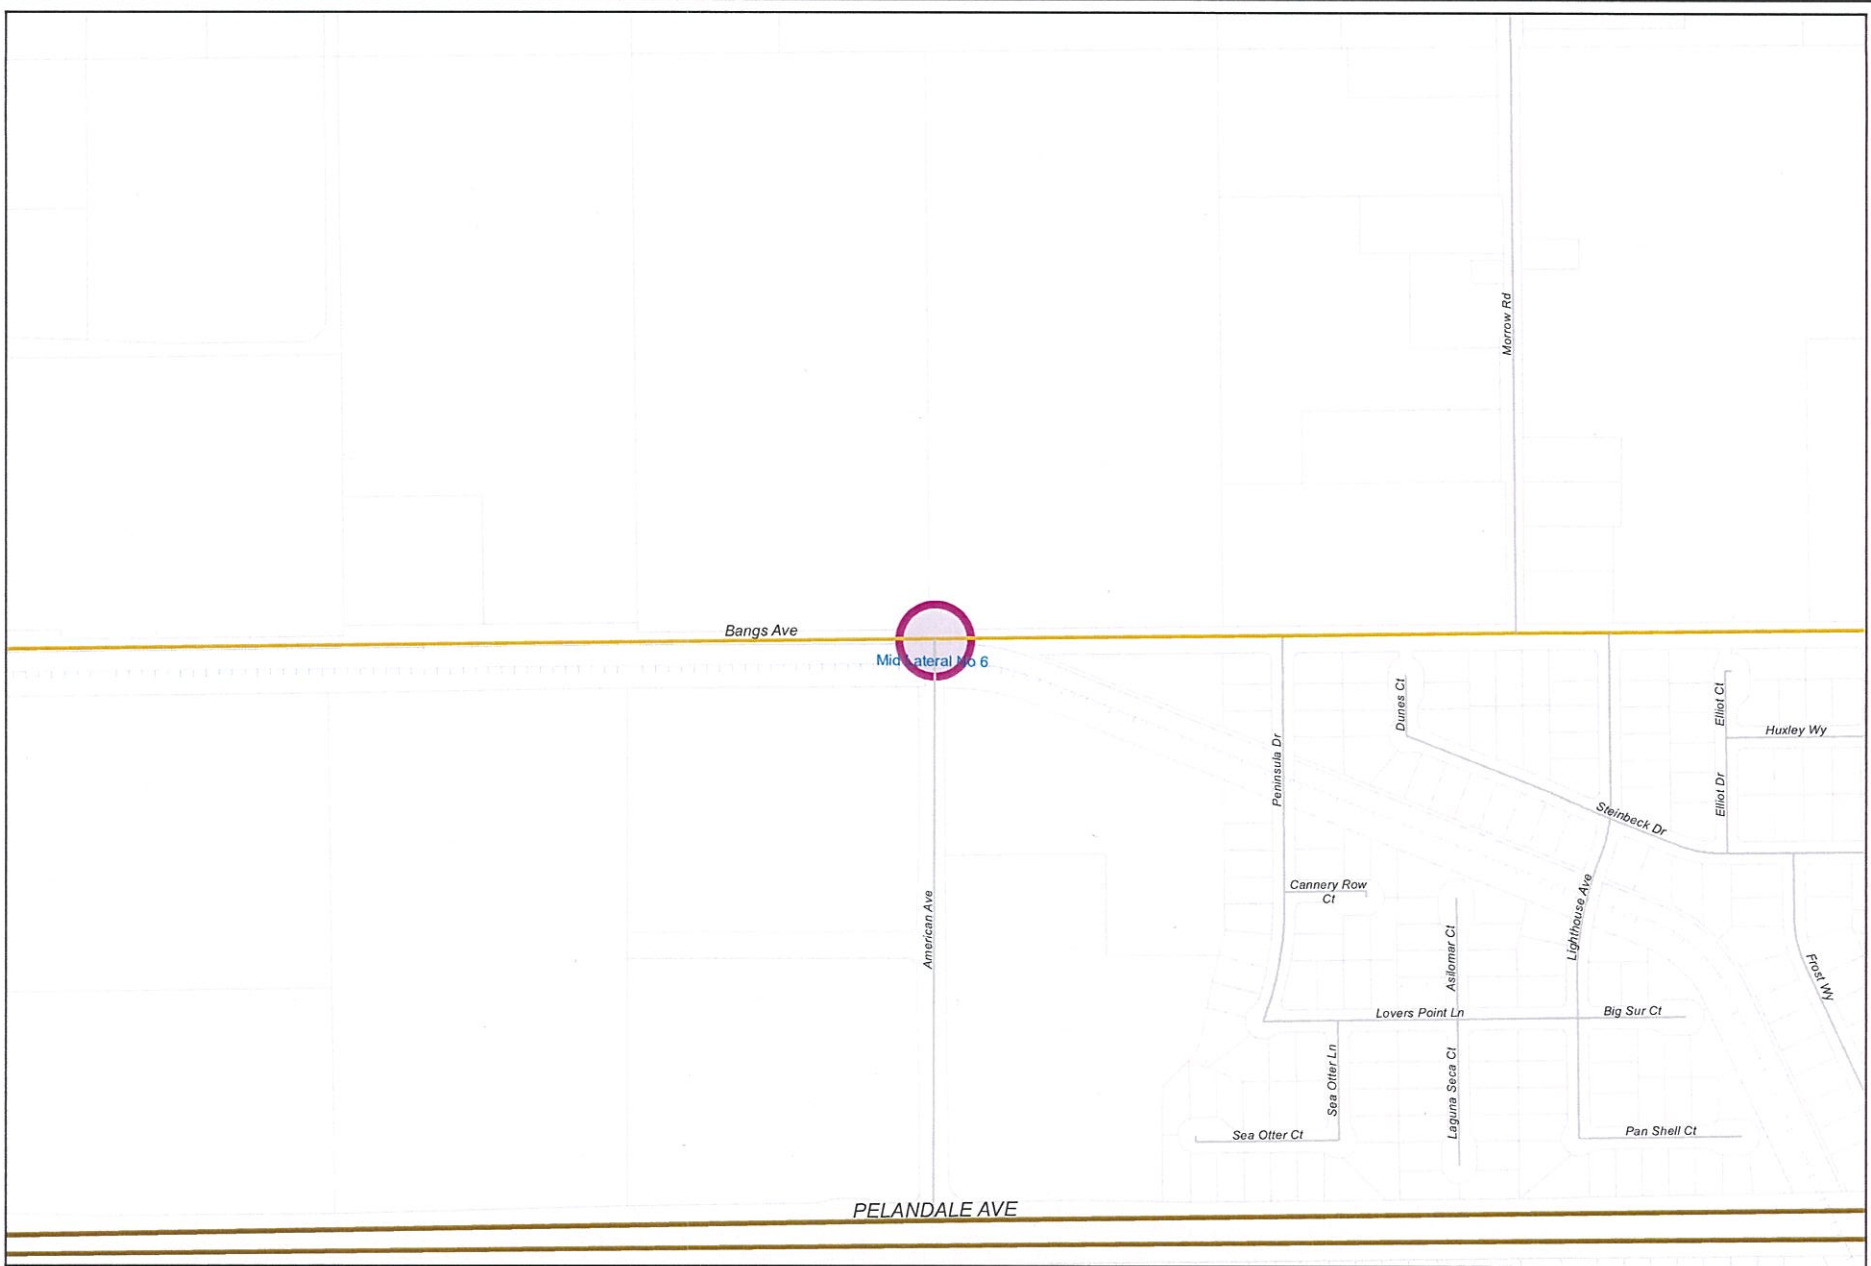 Morrow Rd
Bangs Ave
Mid Lateral No 6
Dunes Ct
Elliot Ct
Huxley Wy
Peninsula Dr
Elliot Dr
Steinbeck Dr
Cannery Row
Ct
American Ave
Lighthouse Ave
Asilomar Ct
Frost Wy
Lovers Point Ln
Big Sur Ct
Sea Otter Ln
Laguna Seca Ct
Sea Otter Ct
Pan Shell Ct
PELANDALE AVE